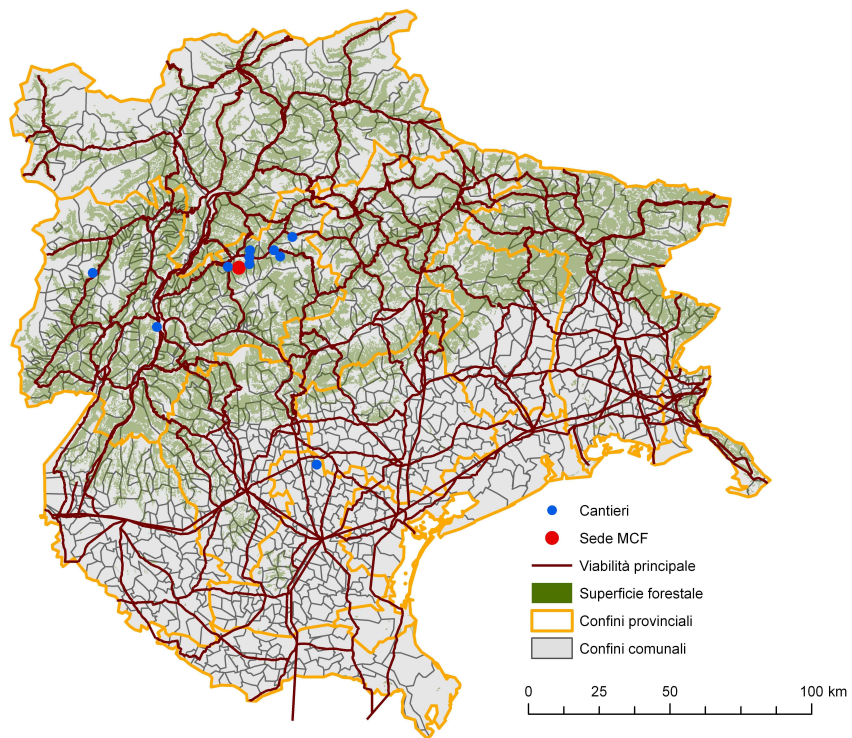 Cantieri
Sede MCF
Viabilità principale
Superficie forestale
Confini provinciali
Confini comunali
0 25 50 100 km